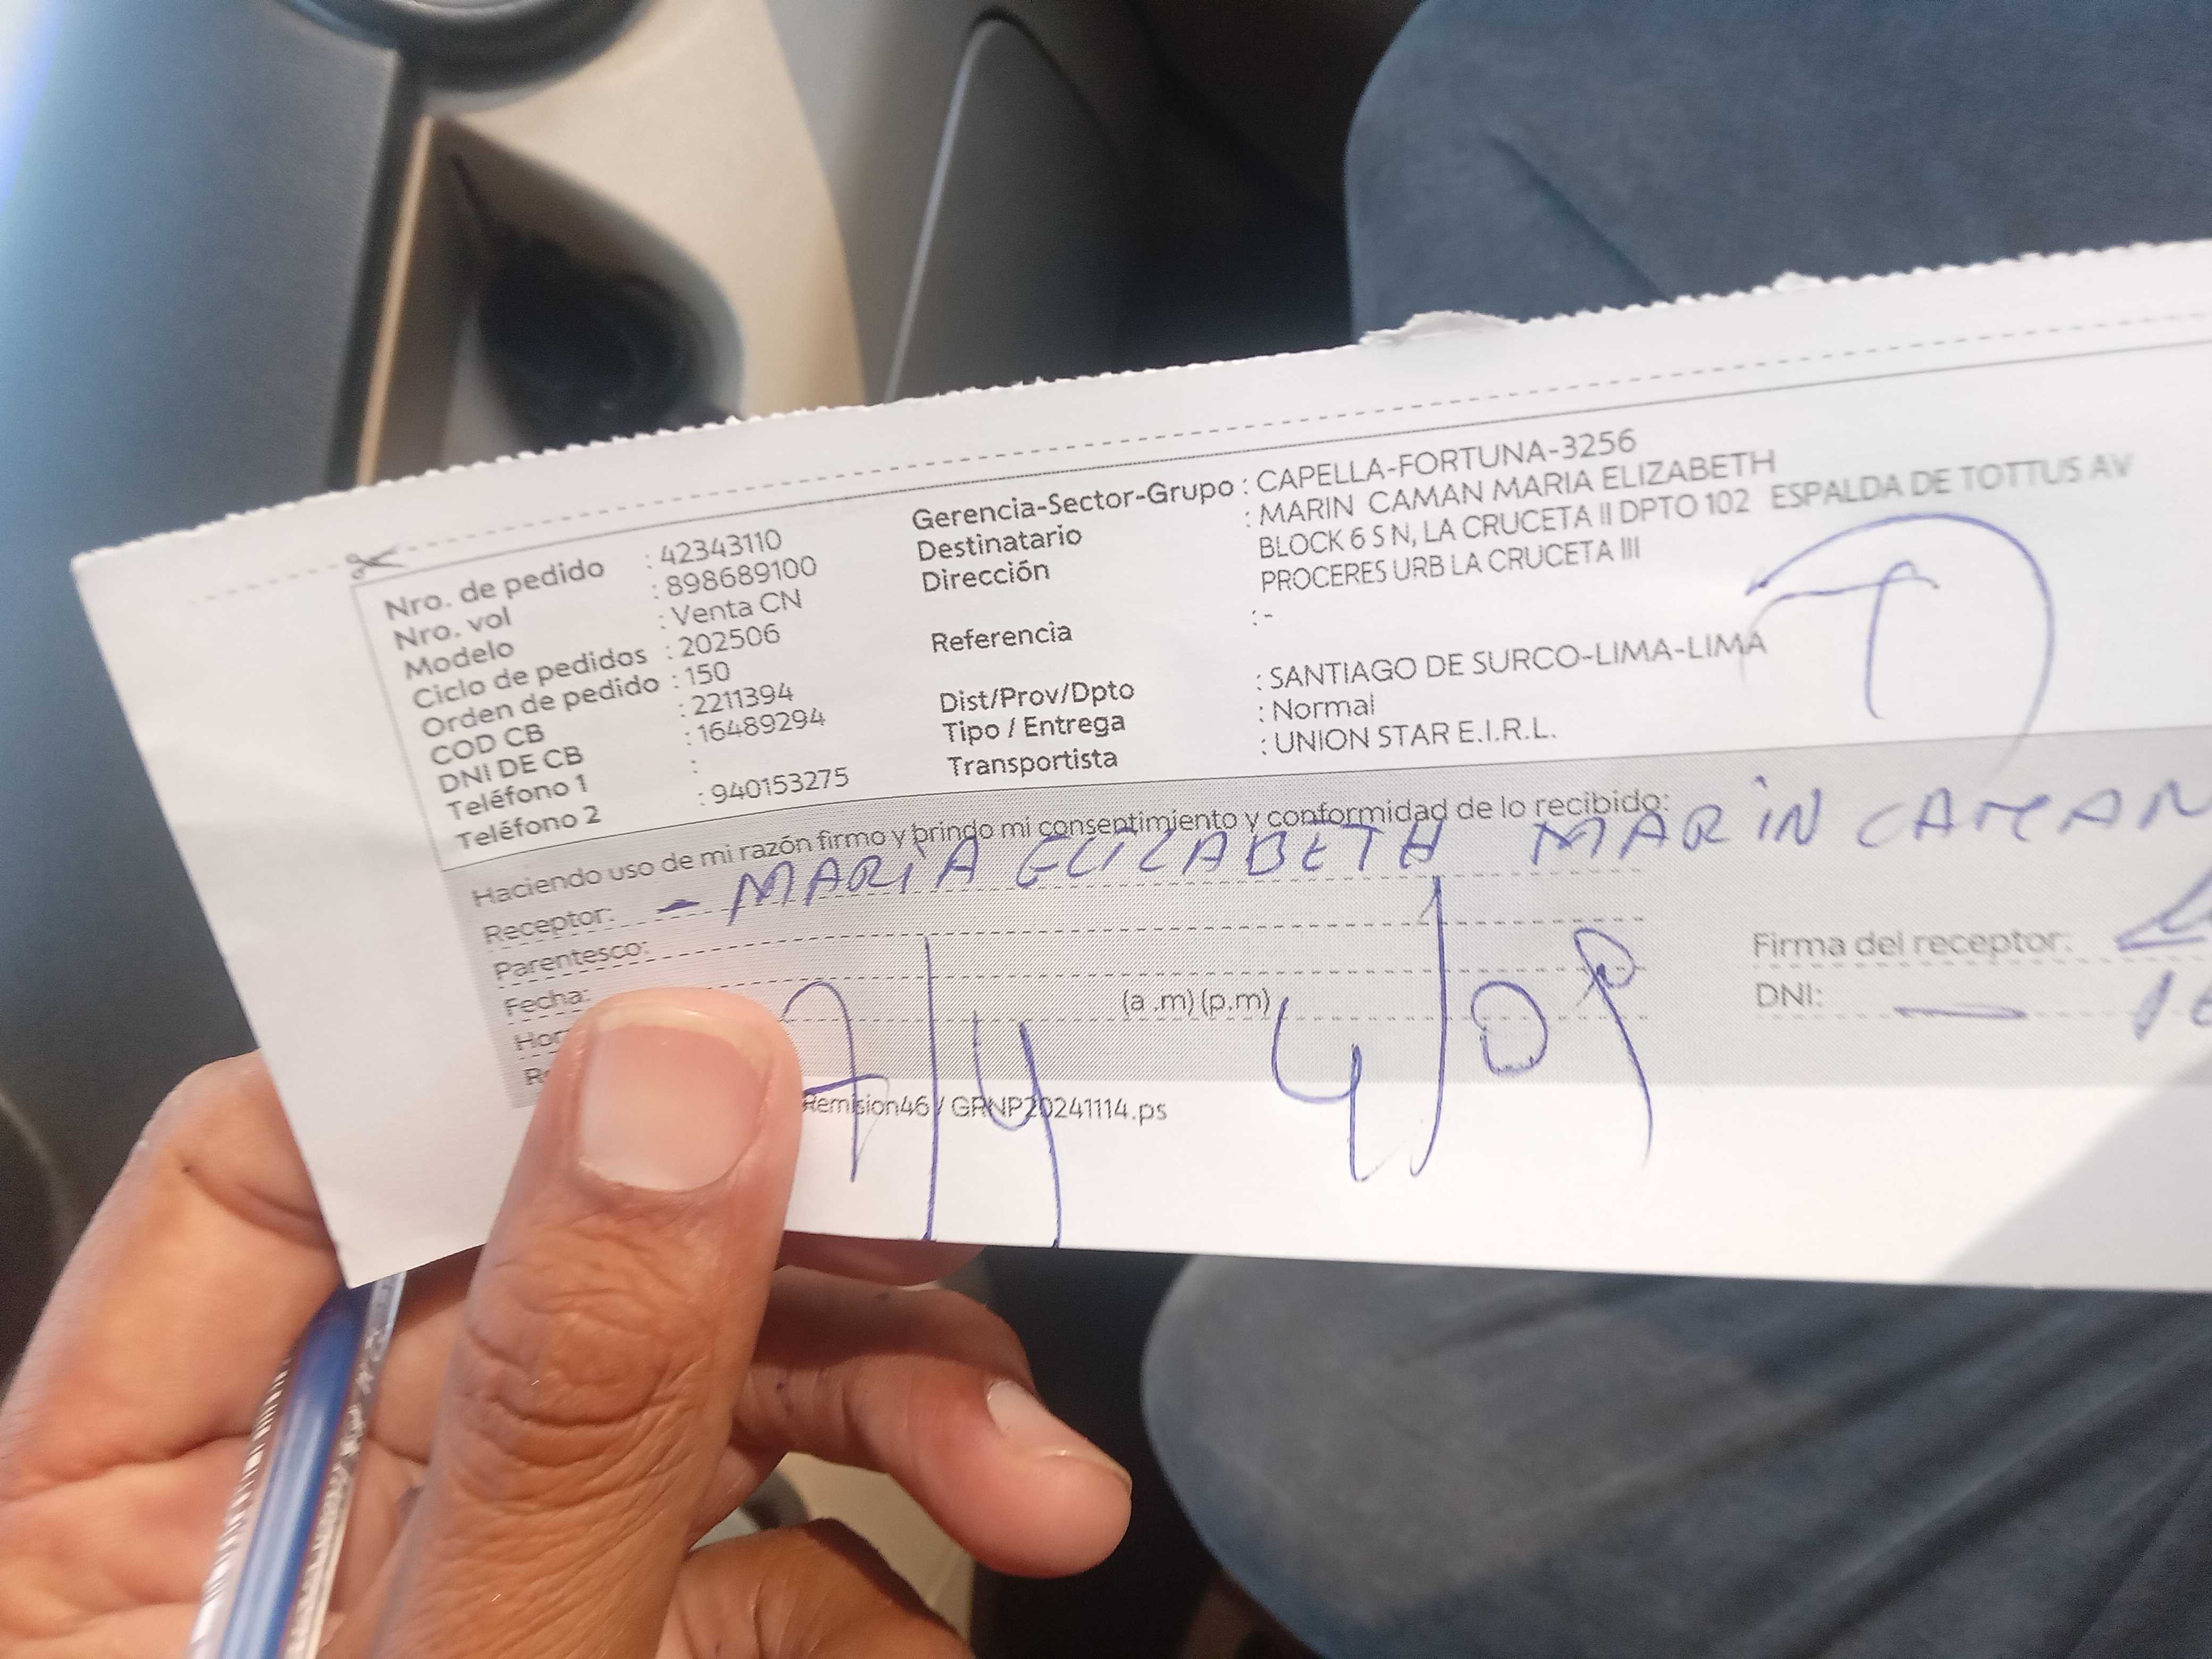 Nro. de pedido : 42343110
Nro. vol : 898689100
Modelo : Venta CN
Ciclo de pedidos : 202506
Orden de pedido : 150
COD CB : 2211394
DNI DE CB : 16489294
Teléfono 1 :
Teléfono 2 : 940153275
Gerencia-Sector-Grupo : CAPELLA-FORTUNA-3256
Destinatario : MARIN CAMAN MARIA ELIZABETH
Dirección BLOCK 6 S N, LA CRUCETA II DPTO 102 ESPALDA DE TOTTUS AV
PROCERES URB LA CRUCETA III
Referencia : -
Dist/Prov/Dpto : SANTIAGO DE SURCO-LIMA-LIMA
Tipo / Entrega : Normal
Transportista : UNION STAR E.I.R.L.
Haciendo uso de mi razón firmo y brindo mi consentimiento y conformidad de lo recibido:
Receptor: - MARIA ELIZABETH MARIN CAMAN
Parentesco:
Fecha:
(a .m) (p.m)
Firma del receptor:
DNI: - 16
Remision46 / GRNP20241114.ps